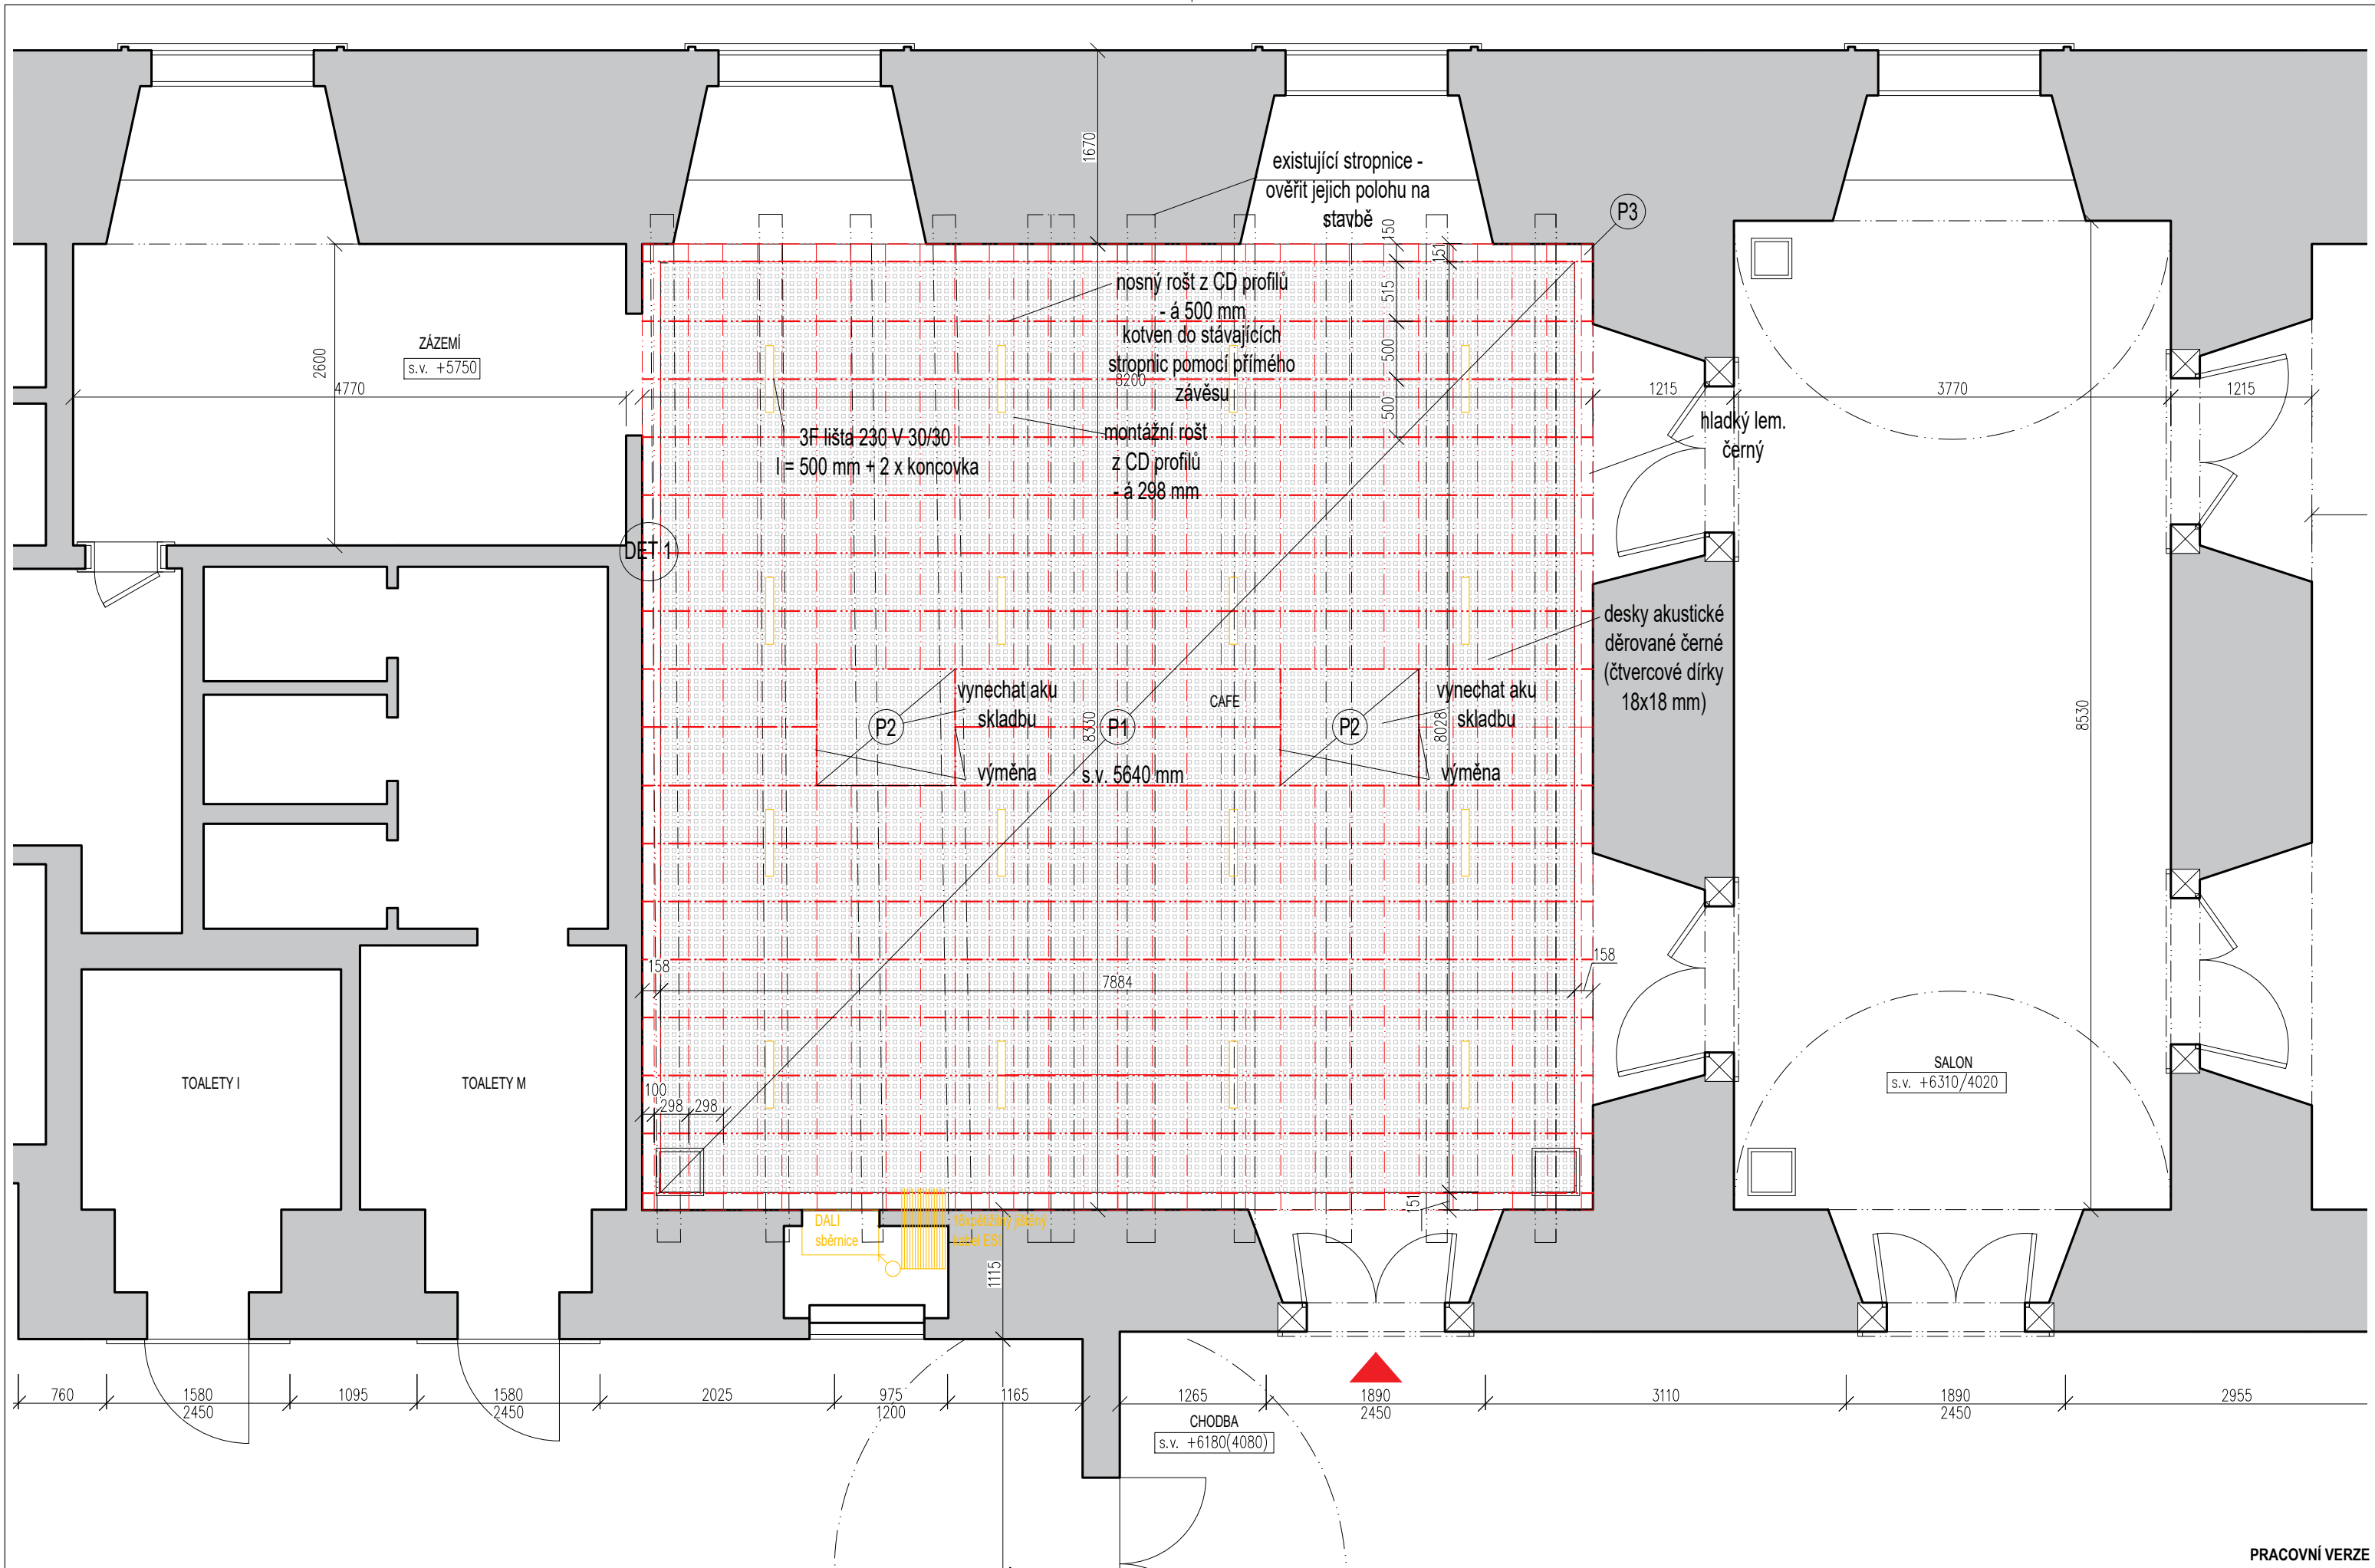 1670
existující stropnice -
ověřit jejich polohu na
stavbě
P3
150
151
nosný rošt z CD profilů
- á 500 mm
515
kotven do stávajících
stropnic pomocí přímého
závěsu
500
500
8200
ZÁZEMÍ
s.v. +5750
2600
4770
1215
3770
1215
hladký lem.
černý
3F lišta 230 V 30/30
l = 500 mm + 2 x koncovka
montážní rošt
z CD profilů
- á 298 mm
DET 1
desky akustické
děrované černé
(čtvercové dírky
18x18 mm)
vynechat aku
skladbu
P2
výměna
CAFE
8330
P1
s.v. 5640 mm
vynechat aku
skladbu
P2
8028
výměna
8530
158
7884
158
TOALETY I
TOALETY M
SALON
s.v. +6310/4020
100
298
298
151
DALI
sběrnice
kabel ESI
1115
760
1580
2450
1095
1580
2450
2025
975
1200
1165
1265
1890
2450
3110
1890
2450
2955
CHODBA
s.v. +6180(4080)
PRACOVNÍ VERZE